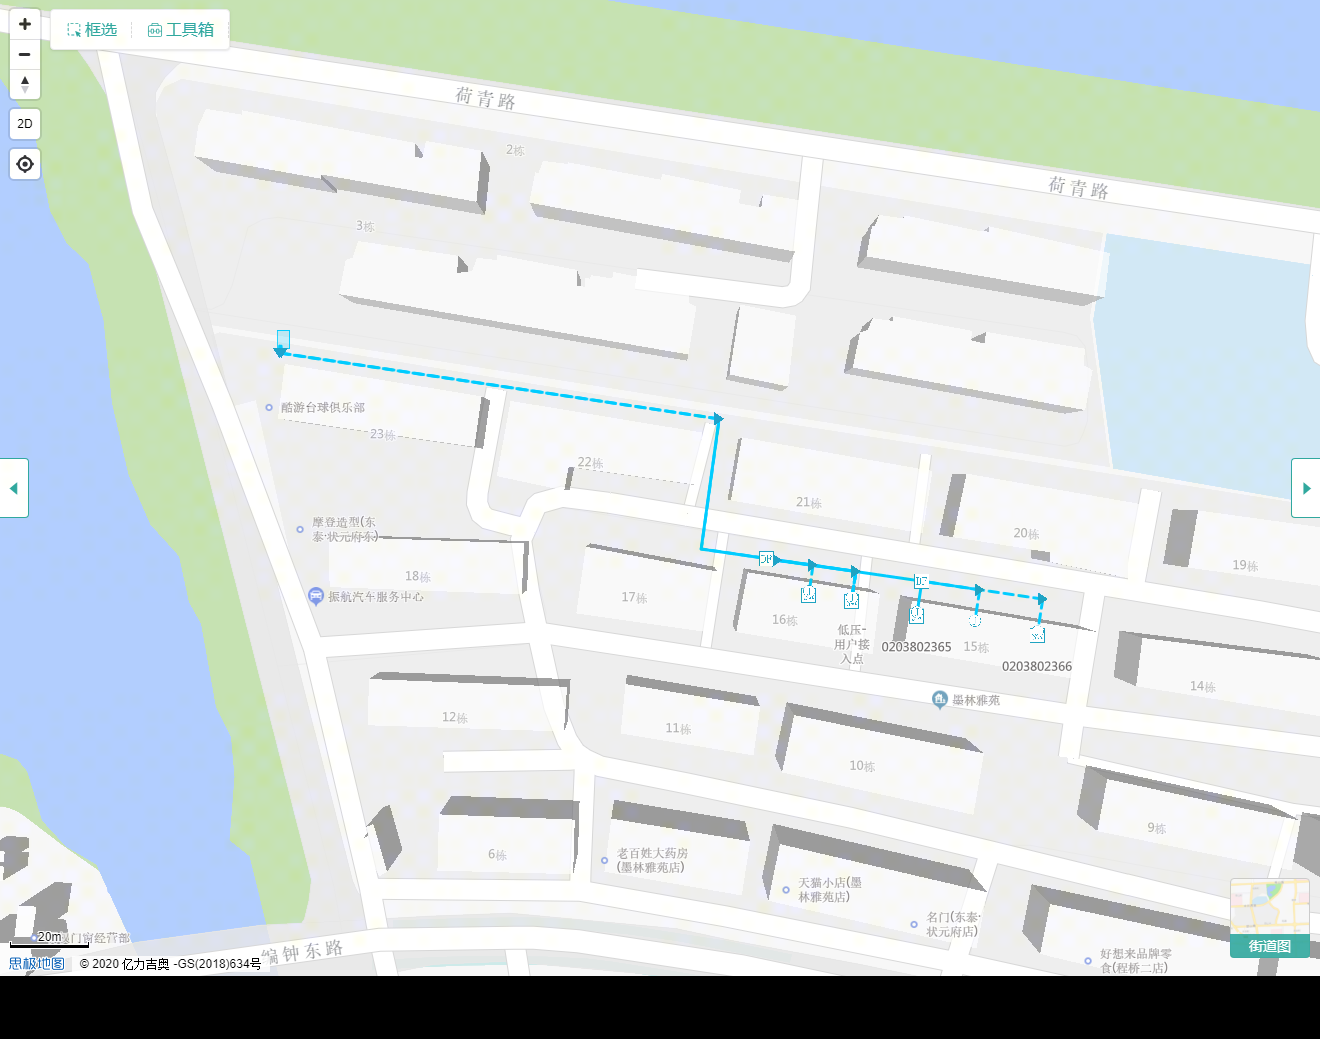 框选
工具箱
2D
荷青路
荷青路
2栋
3栋
酷游台球俱乐部
23栋
22栋
21栋
20栋
19栋
摩登造型(东
泰·状元府东)
18栋
振航汽车服务中心
17栋
16栋
低压-
用户接
入点
0203802365
15栋
0203802366
14栋
墨林雅苑
12栋
11栋
10栋
9栋
6栋
老百姓大药房
(墨林雅苑店)
天猫小店(墨
林雅苑店)
名门(东泰·
状元府店)
好想来品牌零
食(程桥二店)
街道图
20m
门窗经营部
编钟东路
思极地图
© 2020 亿力吉奥 -GS(2018)634号